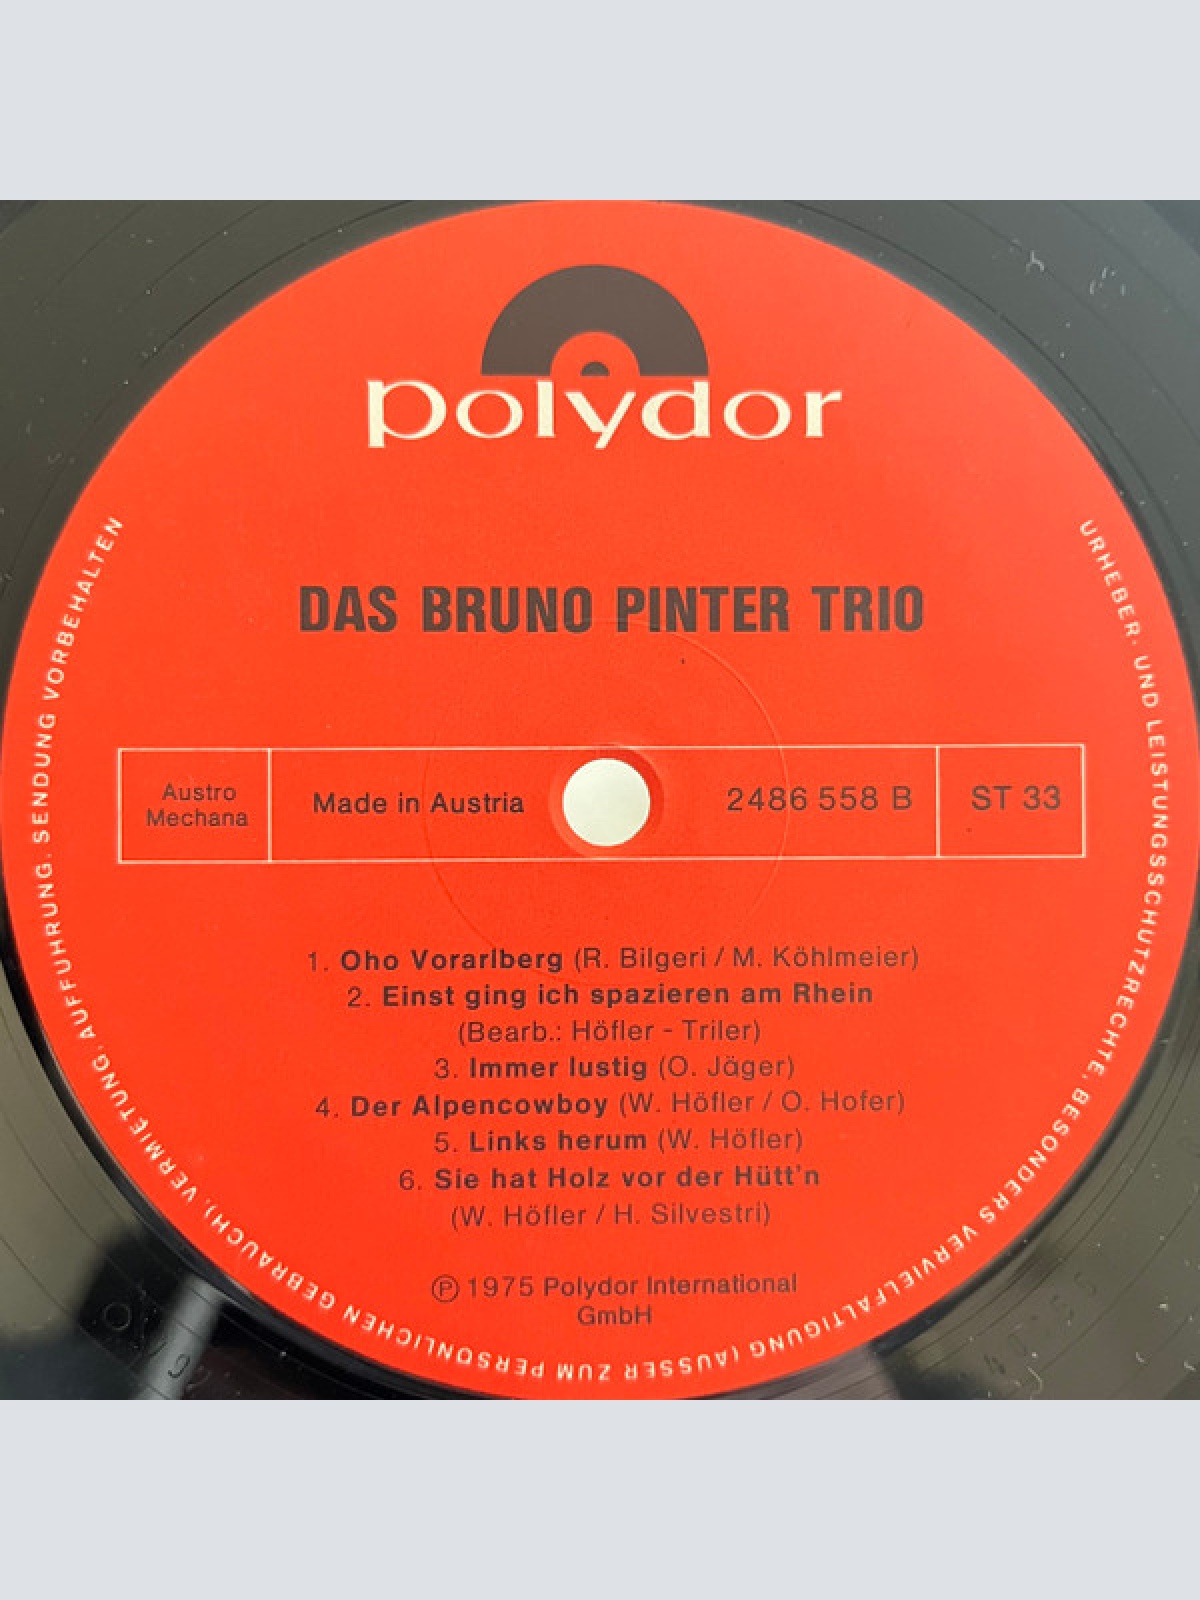 polydor
DAS BRUNO PINTER TRIO
Austro
Mechana
Made in Austria
2486 558 B
ST 33
1. Oho Vorarlberg (R. Bilgeri / M. Köhlmeier)
2. Einst ging ich spazieren am Rhein
(Bearb.: Höfler - Triler)
3. Immer lustig (O. Jäger)
4. Der Alpencowboy (W. Höfler / O. Hofer)
5. Links herum (W. Höfler)
6. Sie hat Holz vor der Hütt'n
(W. Höfler / H. Silvestri)
Ⓟ 1975 Polydor International
GmbH
URHEBER- UND LEISTUNGSSCHUTZRECHTE, BESONDERS VERVIELFÄLTIGUNG (AUSSER ZUM PERSÖNLICHEN GEBRAUCH), VERMIETUNG, AUFFÜHRUNG, SENDUNG VORBEHALTEN